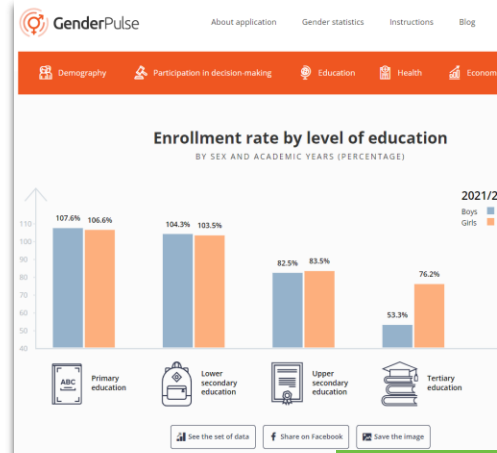 GenderPulse
About application Gender statistics Instructions Blog
Demography Participation in decision-making Education Health Econom
Enrollment rate by level of education
BY SEX AND ACADEMIC YEARS (PERCENTAGE)
2021/2
Boys
Girls
110
100
90
80
70
60
50
40
107.6% 106.6%
104.3% 103.5%
82.5% 83.5%
53.3% 76.2%
ABC
Primary
education
Lower
secondary
education
Upper
secondary
education
Tertiary
education
See the set of data Share on Facebook Save the image